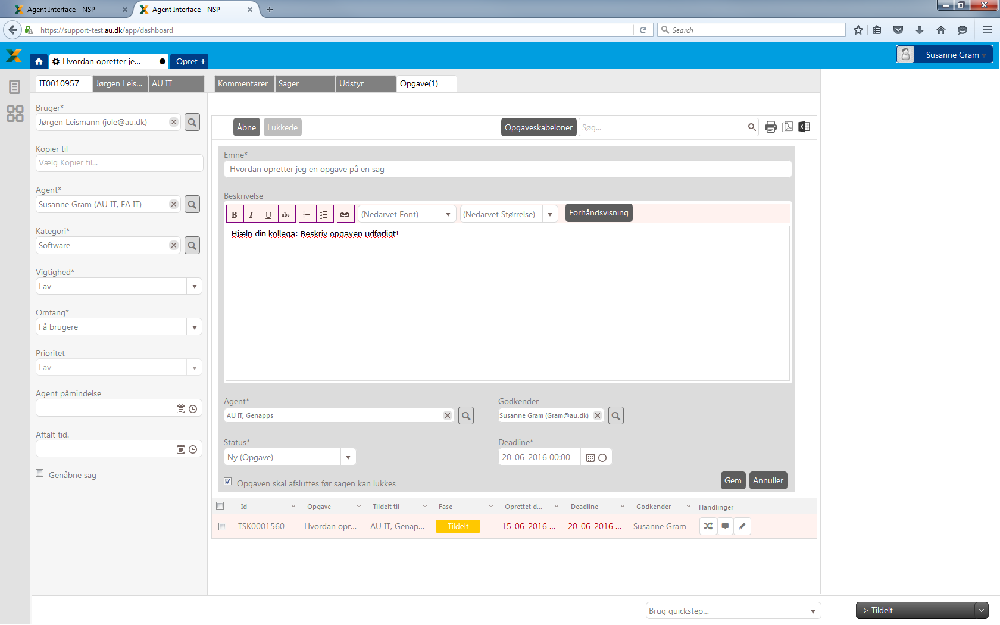 Agent Interface - NSP
Agent Interface - NSP
https://support-test.au.dk/app/dashboard
Search
Hvordan opretter je...
Opret +
Susanne Gram
IT0010957
Jørgen Leis...
AU IT
Kommentarer
Sager
Udstyr
Opgave(1)
Bruger*
Jørgen Leismann (jole@au.dk)
Kopier til
Vælg Kopier til...
Agent*
Susanne Gram (AU IT, FA IT)
Kategori*
Software
Vigtighed*
Lav
Omfang*
Få brugere
Prioritet
Lav
Agent påmindelse
Aftalt tid.
Genåbne sag
Åbne
Lukkede
Opgaveskabeloner
Søg...
Emne*
Hvordan opretter jeg en opgave på en sag
Beskrivelse
B I U abc
(Nedarvet Font)
(Nedarvet Størrelse)
Forhåndsvisning
Hjælp din kollega: Beskriv opgaven udførligt!
Agent*
AU IT, Genapps
Godkender
Susanne Gram (Gram@au.dk)
Status*
Ny (Opgave)
Deadline*
20-06-2016 00:00
Opgaven skal afsluttes før sagen kan lukkes
Gem
Annuller
Id Opgave Tildelt til Fase Oprettet d... Deadline Godkender Handlinger
TSK0001560 Hvordan opr... AU IT, Genap... Tildelt 15-06-2016 ... 20-06-2016 ... Susanne Gram
Brug quickstep...
-> Tildelt